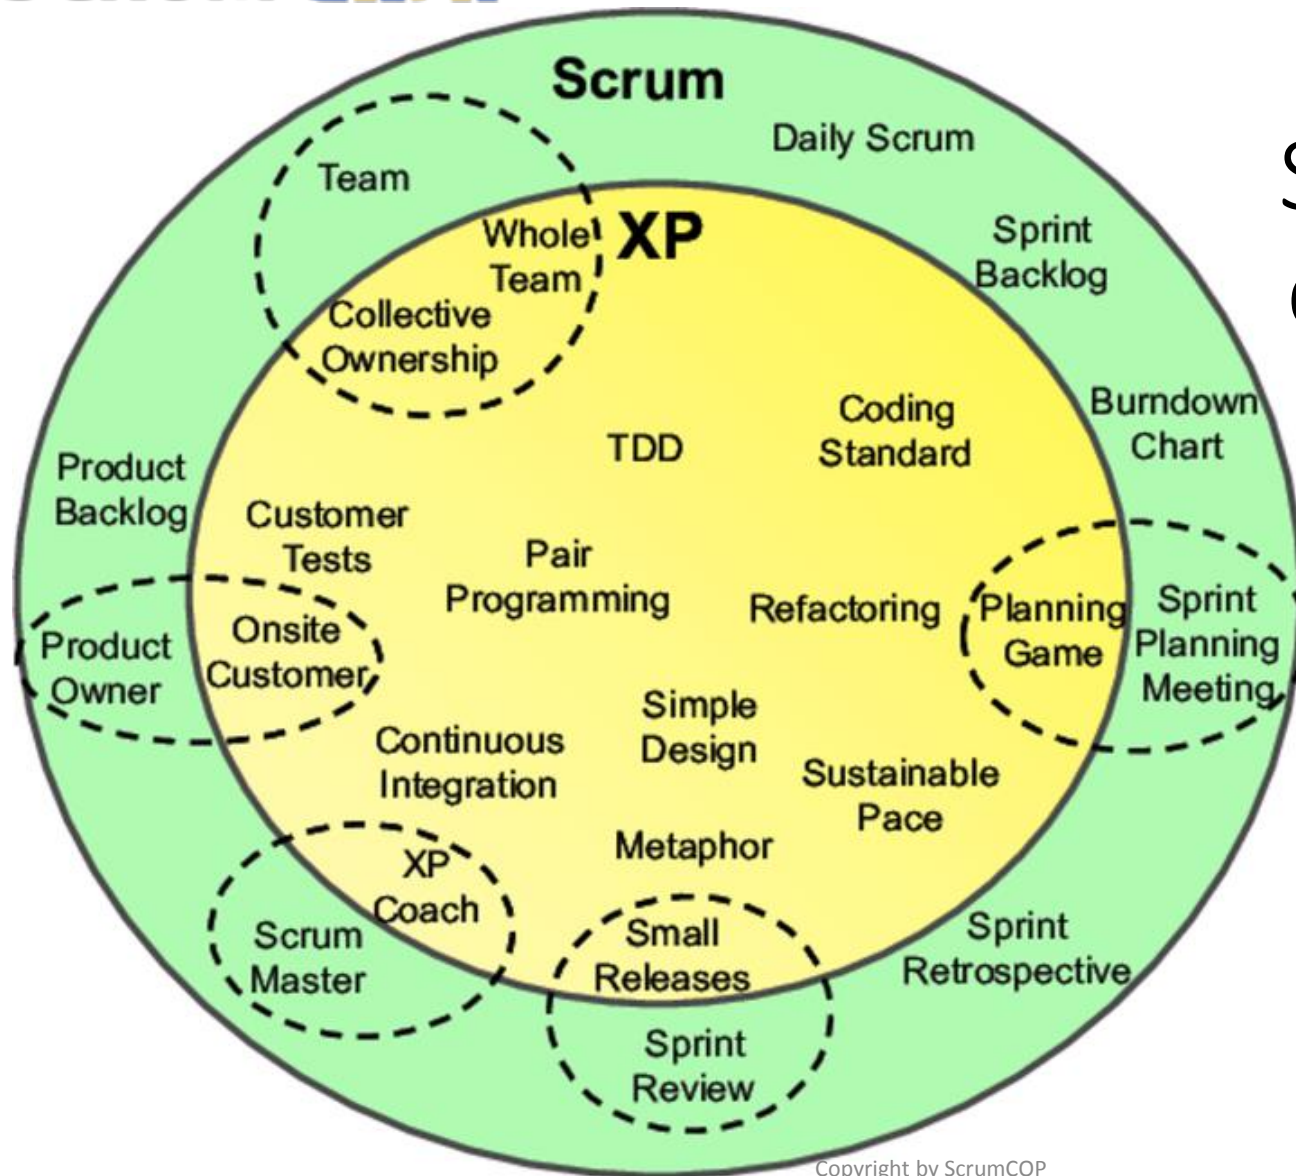 Scrum
Daily Scrum
Team
Sprint
Backlog
XP
Whole
Team
Collective
Ownership
Burndown
Chart
Coding
Standard
TDD
Product
Backlog
Customer
Tests
Pair
Programming
Refactoring
Planning
Game
Sprint
Planning
Meeting
Product
Owner
Onsite
Customer
Simple
Design
Continuous
Integration
Sustainable
Pace
Metaphor
XP
Coach
Scrum
Master
Small
Releases
Sprint
Retrospective
Sprint
Review
Copyright by ScrumCOP